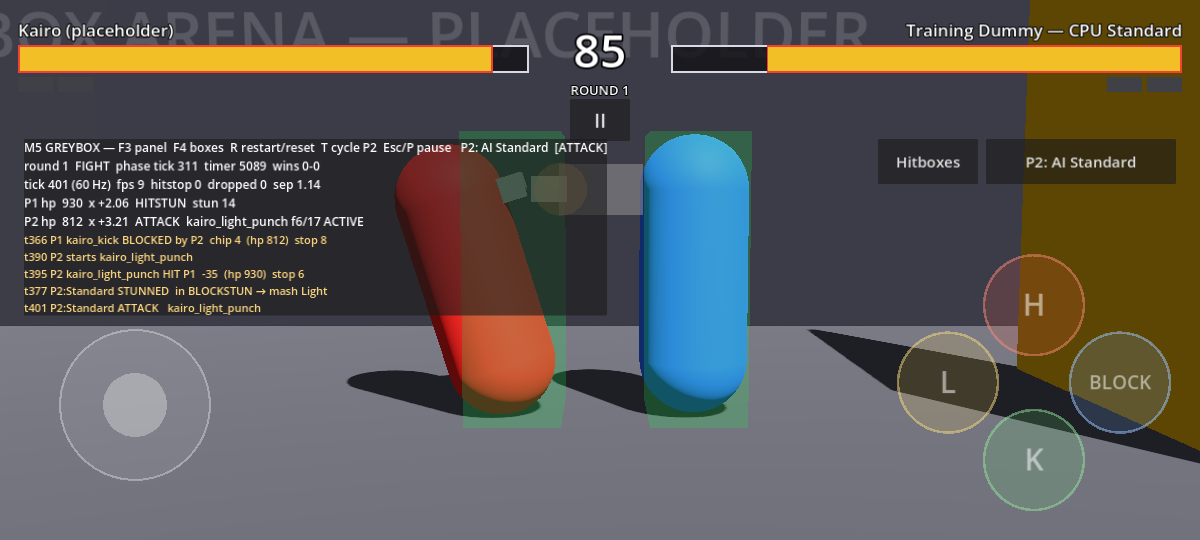 BOX ARENA — PLACEHOLDER
Kairo (placeholder)
85
Training Dummy — CPU Standard
ROUND 1
II
M5 GREYBOX — F3 panel F4 boxes R restart/reset T cycle P2 Esc/P pause P2: AI Standard [ATTACK]
round 1 FIGHT phase tick 311 timer 5089 wins 0-0
tick 401 (60 Hz) fps 9 hitstop 0 dropped 0 sep 1.14
P1 hp 930 x +2.06 HITSTUN stun 14
P2 hp 812 x +3.21 ATTACK kairo_light_punch f6/17 ACTIVE
t366 P1 kairo_kick BLOCKED by P2 chip 4 (hp 812) stop 8
t390 P2 starts kairo_light_punch
t395 P2 kairo_light_punch HIT P1 -35 (hp 930) stop 6
t377 P2:Standard STUNNED in BLOCKSTUN → mash Light
t401 P2:Standard ATTACK kairo_light_punch
Hitboxes
P2: AI Standard
H
L
BLOCK
K